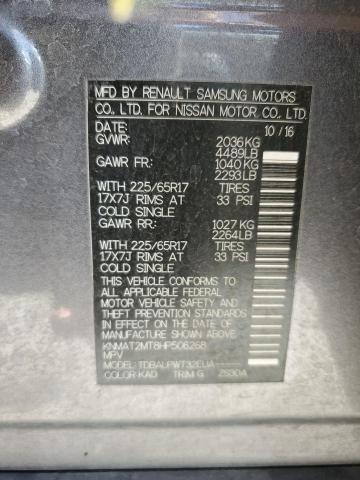 MFD BY RENAULT SAMSUNG MOTORS
CO., LTD. FOR NISSAN MOTOR CO., LTD.
DATE: 10/16
GVWR: 2036KG
4489LB
GAWR FR: 1040KG
2293LB
WITH 225/65R17 TIRES
17X7J RIMS AT 33 PSI
COLD SINGLE
GAWR RR: 1027KG
2264LB
WITH 225/65R17 TIRES
17X7J RIMS AT 33 PSI
COLD SINGLE
THIS VEHICLE CONFORMS TO
ALL APPLICABLE FEDERAL
MOTOR VEHICLE SAFETY AND
THEFT PREVENTION STANDARDS
IN EFFECT ON THE DATE OF
MANUFACTURE SHOWN ABOVE.
KNMAT2MT8HP506268
MPV
MODEL: TDBALPWT32EUA-----
COLOR:KAD TRIM:G ZS30A